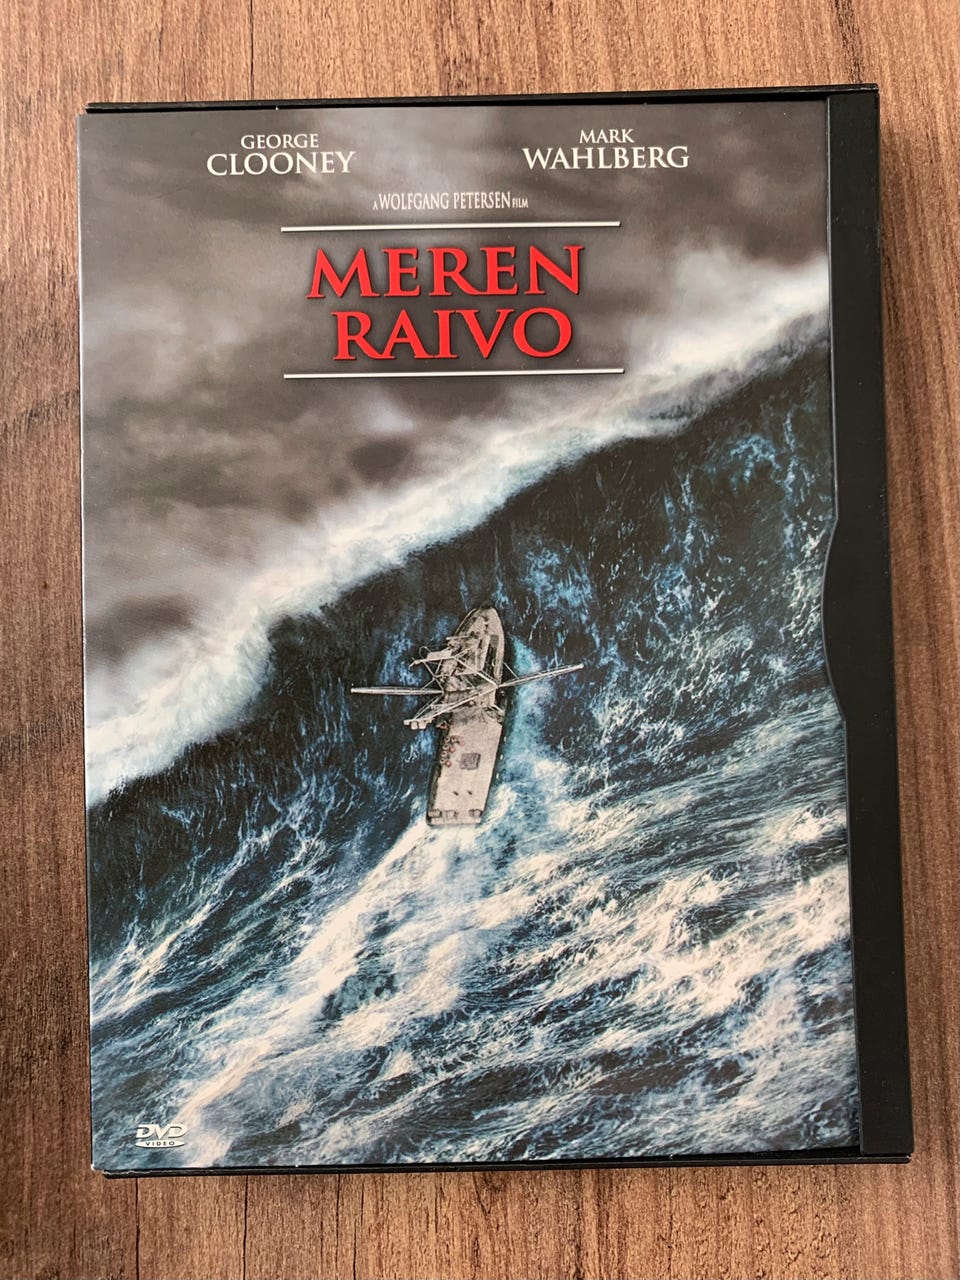 GEORGE
CLOONEY
MARK
WAHLBERG
A WOLFGANG PETERSEN FILM
MEREN
RAIVO
DVD
VIDEO